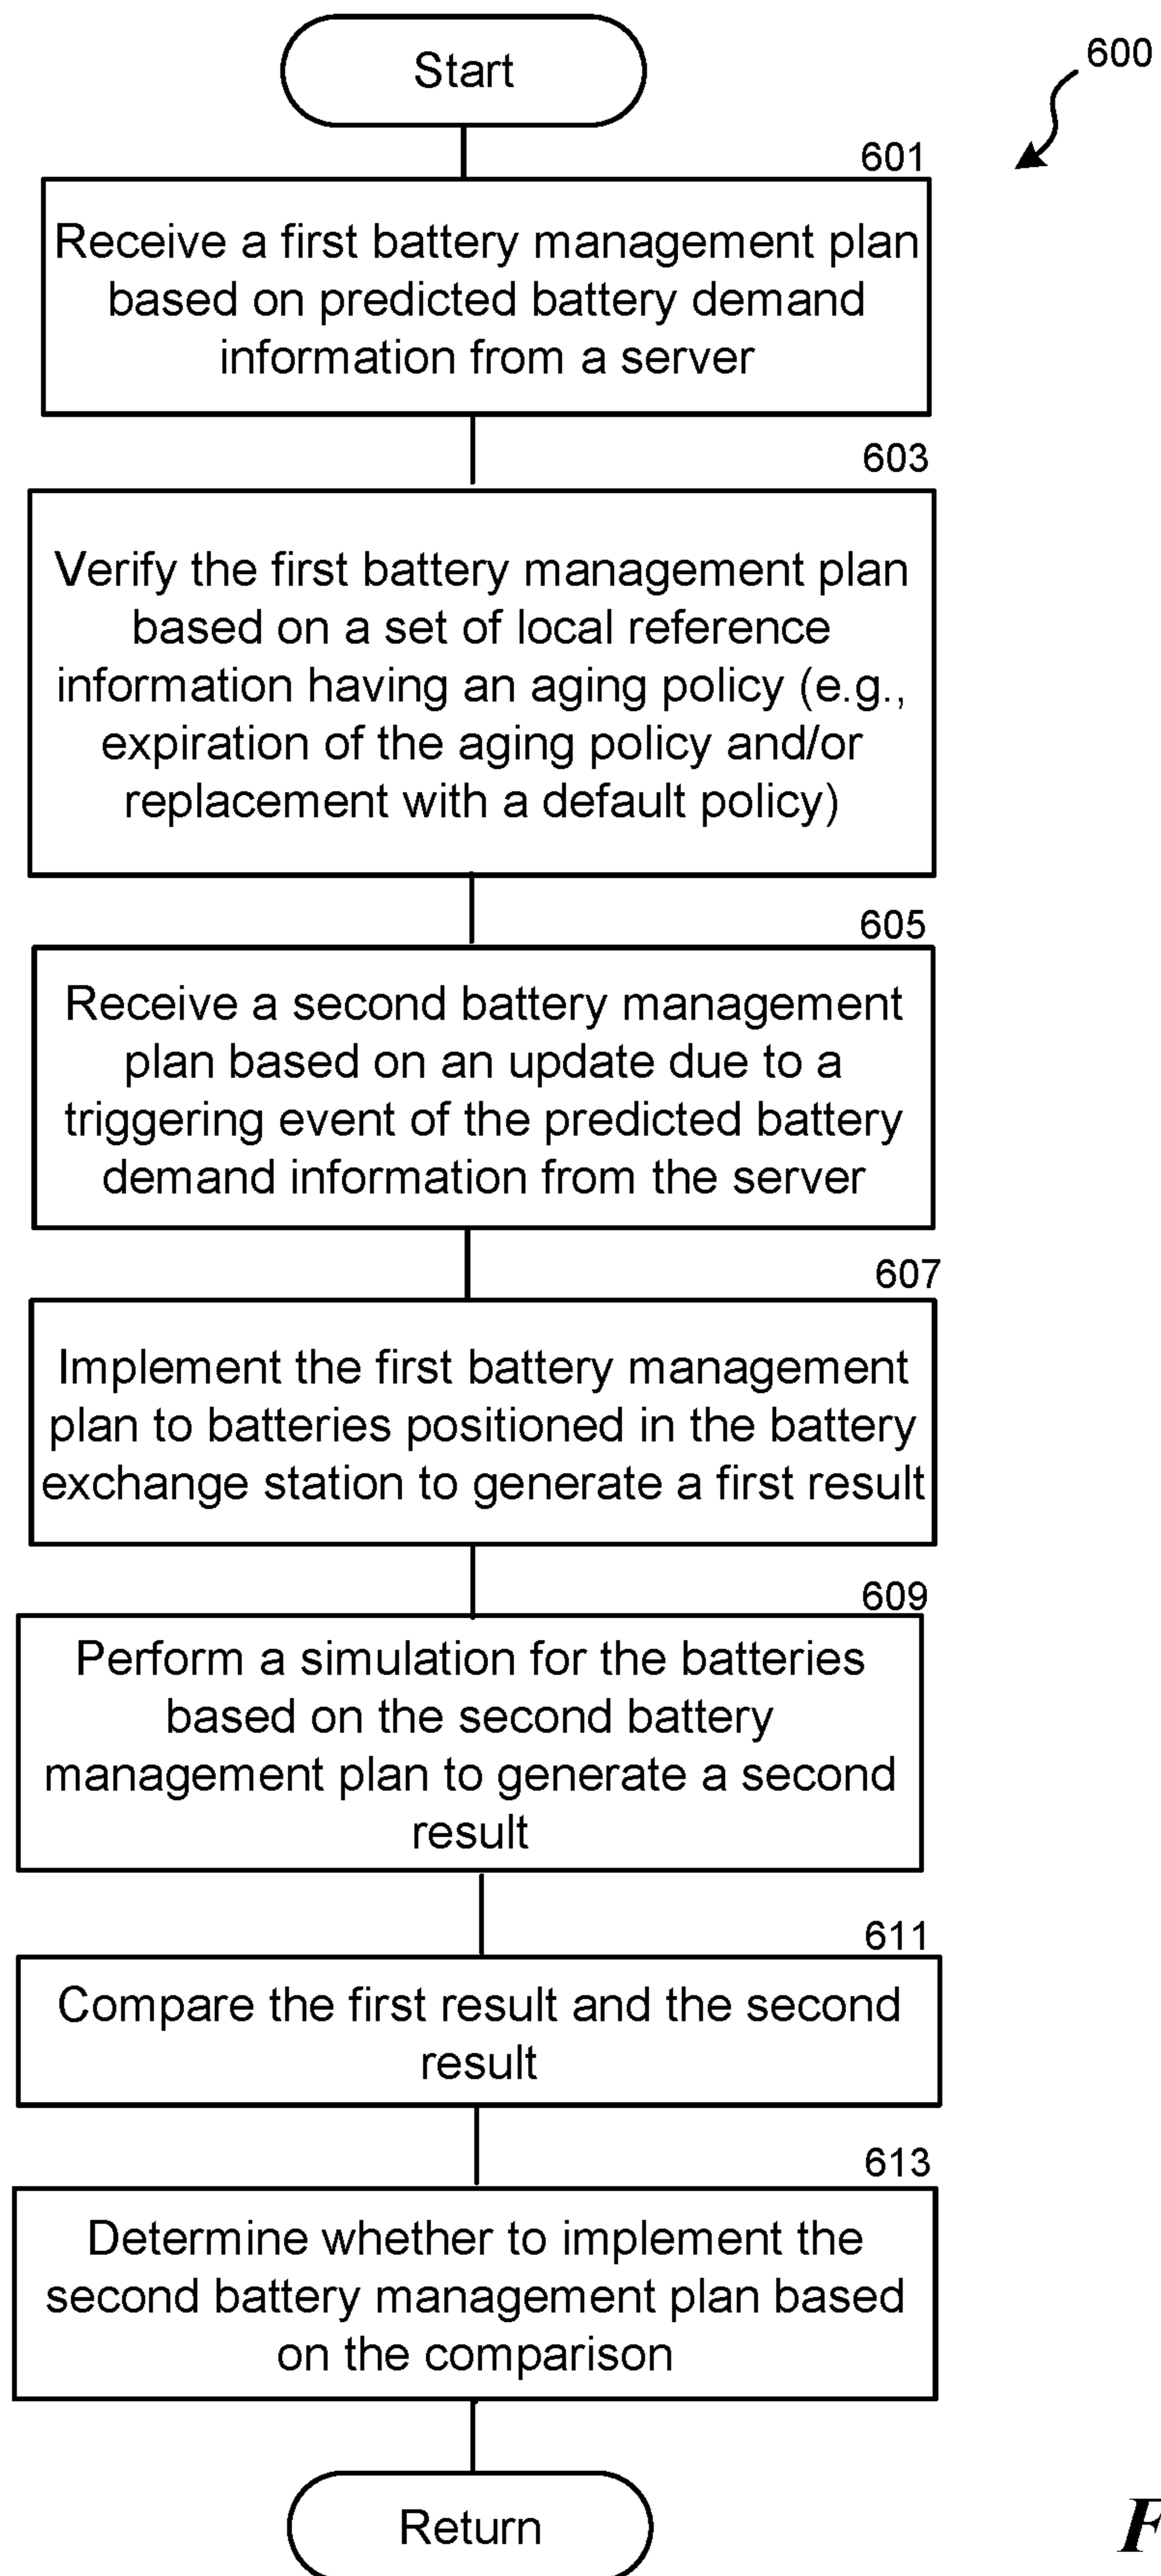 Start
600
601
Receive a first battery management plan
based on predicted battery demand
information from a server
603
Verify the first battery management plan
based on a set of local reference
information having an aging policy (e.g.,
expiration of the aging policy and/or
replacement with a default policy)
605
Receive a second battery management
plan based on an update due to a
triggering event of the predicted battery
demand information from the server
607
Implement the first battery management
plan to batteries positioned in the battery
exchange station to generate a first result
609
Perform a simulation for the batteries
based on the second battery
management plan to generate a second
result
611
Compare the first result and the second
result
613
Determine whether to implement the
second battery management plan based
on the comparison
Return
F